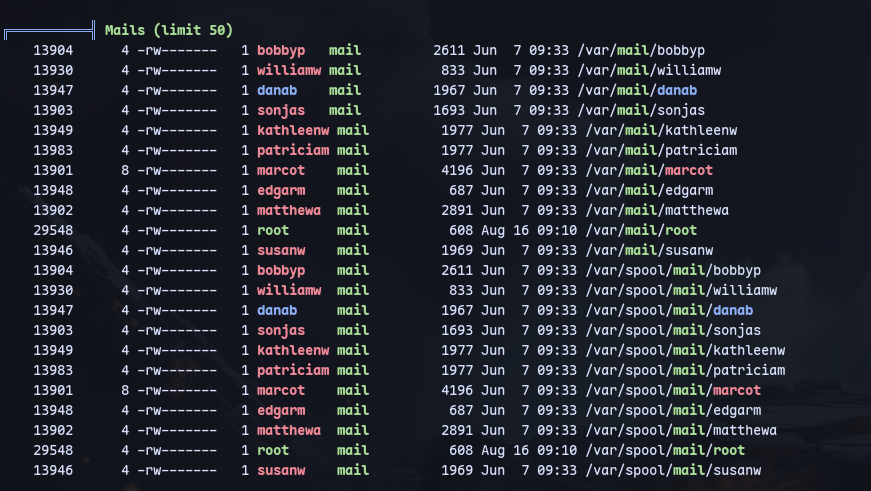 ╔══════════╣ Mails (limit 50)
13904 4 -rw------- 1 bobbyp mail 2611 Jun 7 09:33 /var/mail/bobbyp
13930 4 -rw------- 1 williamw mail 833 Jun 7 09:33 /var/mail/williamw
13947 4 -rw------- 1 danab mail 1967 Jun 7 09:33 /var/mail/danab
13903 4 -rw------- 1 sonjas mail 1693 Jun 7 09:33 /var/mail/sonjas
13949 4 -rw------- 1 kathleenw mail 1977 Jun 7 09:33 /var/mail/kathleenw
13983 4 -rw------- 1 patriciam mail 1977 Jun 7 09:33 /var/mail/patriciam
13901 8 -rw------- 1 marcot mail 4196 Jun 7 09:33 /var/mail/marcot
13948 4 -rw------- 1 edgarm mail 687 Jun 7 09:33 /var/mail/edgarm
13902 4 -rw------- 1 matthewa mail 2891 Jun 7 09:33 /var/mail/matthewa
29548 4 -rw------- 1 root mail 608 Aug 16 09:10 /var/mail/root
13946 4 -rw------- 1 susanw mail 1969 Jun 7 09:33 /var/mail/susanw
13904 4 -rw------- 1 bobbyp mail 2611 Jun 7 09:33 /var/spool/mail/bobbyp
13930 4 -rw------- 1 williamw mail 833 Jun 7 09:33 /var/spool/mail/williamw
13947 4 -rw------- 1 danab mail 1967 Jun 7 09:33 /var/spool/mail/danab
13903 4 -rw------- 1 sonjas mail 1693 Jun 7 09:33 /var/spool/mail/sonjas
13949 4 -rw------- 1 kathleenw mail 1977 Jun 7 09:33 /var/spool/mail/kathleenw
13983 4 -rw------- 1 patriciam mail 1977 Jun 7 09:33 /var/spool/mail/patriciam
13901 8 -rw------- 1 marcot mail 4196 Jun 7 09:33 /var/spool/mail/marcot
13948 4 -rw------- 1 edgarm mail 687 Jun 7 09:33 /var/spool/mail/edgarm
13902 4 -rw------- 1 matthewa mail 2891 Jun 7 09:33 /var/spool/mail/matthewa
29548 4 -rw------- 1 root mail 608 Aug 16 09:10 /var/spool/mail/root
13946 4 -rw------- 1 susanw mail 1969 Jun 7 09:33 /var/spool/mail/susanw